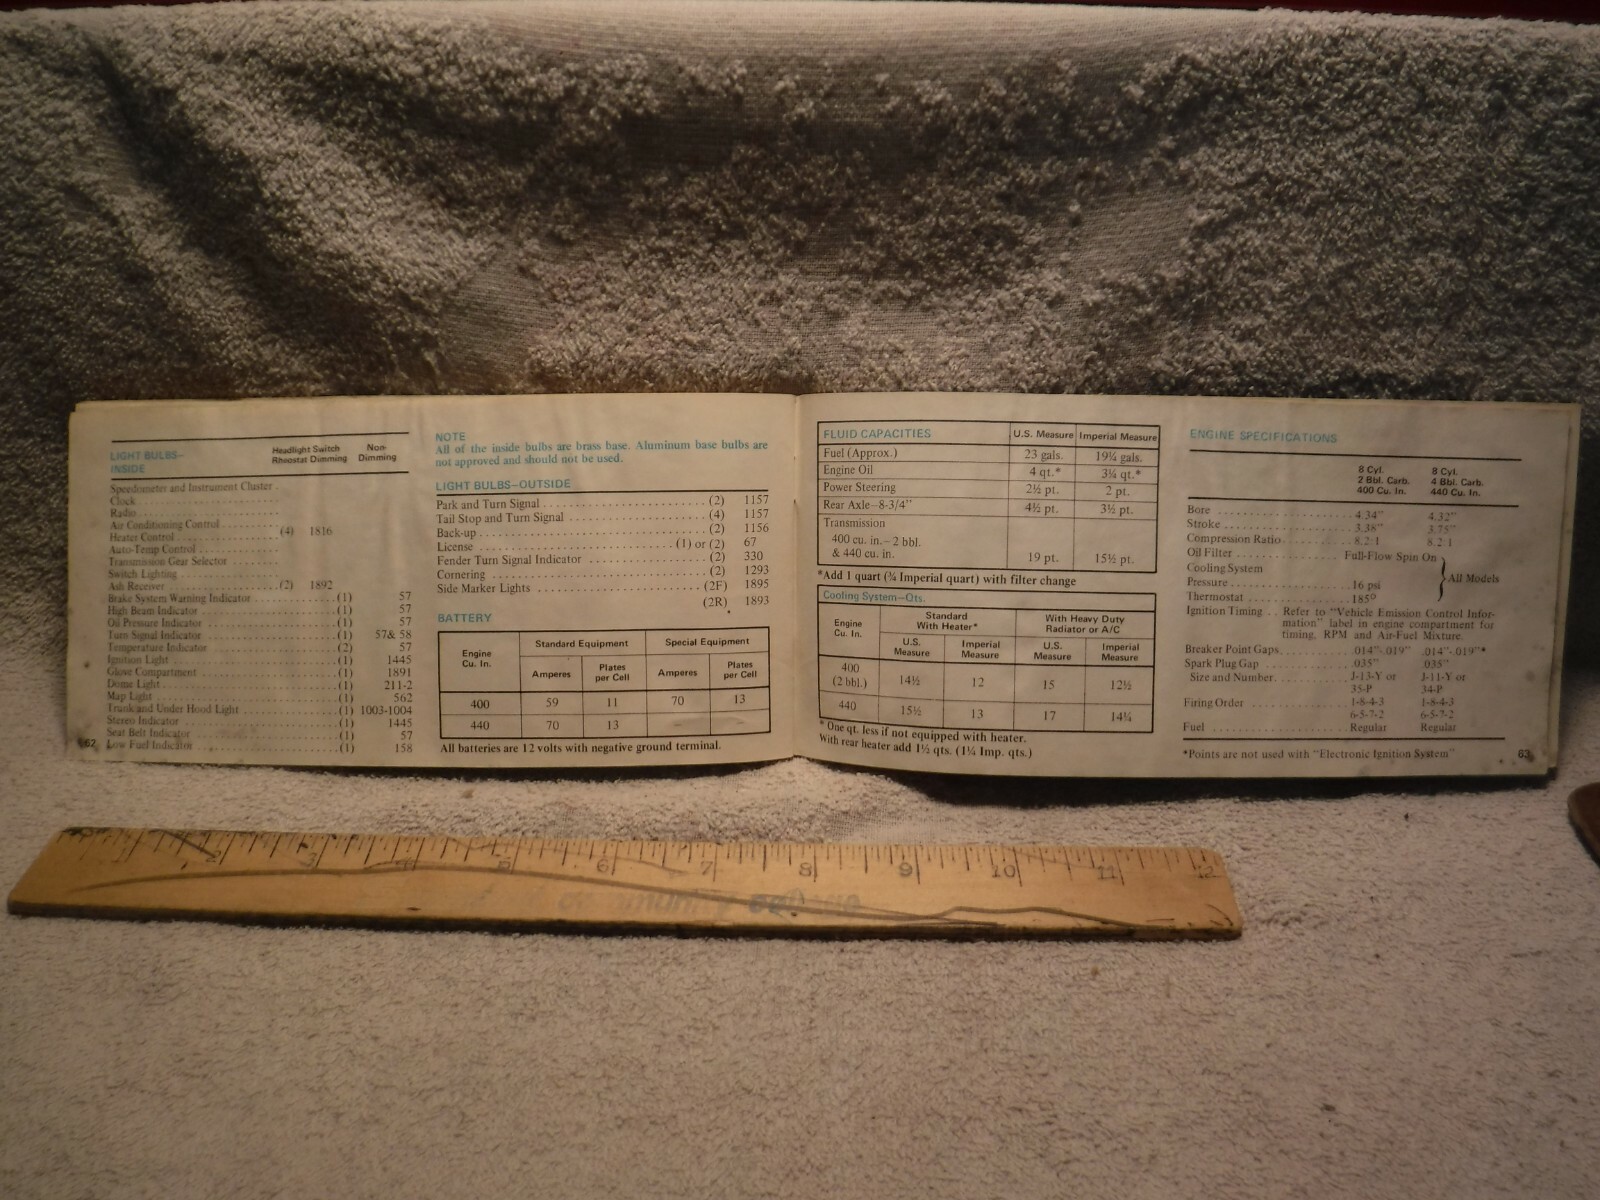 LIGHT BULBS—
INSIDE
Headlight Switch
Rheostat Dimming
Non-
Dimming
Speedometer and Instrument Cluster .
Clock
Radio
Air Conditioning Control
Heater Control (4) 1816
Auto-Temp Control
Transmission Gear Selector
Switch Lighting
Ash Receiver (2) 1892
Brake System Warning Indicator (1) 57
High Beam Indicator (1) 57
Oil Pressure Indicator (1) 57
Turn Signal Indicator (1) 57& 58
Temperature Indicator (2) 57
Ignition Light (1) 1445
Glove Compartment (1) 1891
Dome Light (1) 211-2
Map Light (1) 562
Trunk and Under Hood Light (1) 1003-1004
Stereo Indicator (1) 1445
Seat Belt Indicator (1) 57
Low Fuel Indicator (1) 158
62
NOTE
All of the inside bulbs are brass base. Aluminum base bulbs are
not approved and should not be used.
LIGHT BULBS—OUTSIDE
Park and Turn Signal (2) 1157
Tail Stop and Turn Signal (4) 1157
Back-up (2) 1156
License (1) or (2) 67
Fender Turn Signal Indicator (2) 330
Cornering (2) 1293
Side Marker Lights (2F) 1895
(2R) 1893
BATTERY
Engine
Cu. In.
Standard Equipment Special Equipment
Amperes Plates
per Cell Amperes Plates
per Cell
400 59 11 70 13
440 70 13
All batteries are 12 volts with negative ground terminal.
FLUID CAPACITIES U.S. Measure Imperial Measure
Fuel (Approx.) 23 gals. 19¼ gals.
Engine Oil 4 qt.* 3¼ qt.*
Power Steering 2½ pt. 2 pt.
Rear Axle—8-3/4" 4½ pt. 3½ pt.
Transmission
400 cu. in.—2 bbl.
& 440 cu. in. 19 pt. 15½ pt.
*Add 1 quart (¾ Imperial quart) with filter change
Cooling System—Qts.
Engine
Cu. In.
Standard
With Heater*
With Heavy Duty
Radiator or A/C
U.S.
Measure
Imperial
Measure
U.S.
Measure
Imperial
Measure
400
(2 bbl.) 14½ 12 15 12½
440 15½ 13 17 14¼
* One qt. less if not equipped with heater.
With rear heater add 1½ qts. (1¼ Imp. qts.)
ENGINE SPECIFICATIONS
8 Cyl.
2 Bbl. Carb.
400 Cu. In.
8 Cyl.
4 Bbl. Carb.
440 Cu. In.
Bore 4.34" 4.32"
Stroke 3.38" 3.75"
Compression Ratio 8.2:1 8.2:1
Oil Filter Full-Flow Spin On
Cooling System
Pressure 16 psi
Thermostat 185º
All Models
Ignition Timing . . Refer to "Vehicle Emission Control Infor-
mation" label in engine compartment for
timing, RPM and Air-Fuel Mixture.
Breaker Point Gaps .014"-.019" .014"-.019"*
Spark Plug Gap .035" .035"
Size and Number J-13-Y or J-11-Y or
35-P 34-P
Firing Order 1-8-4-3 1-8-4-3
6-5-7-2 6-5-7-2
Fuel Regular Regular
*Points are not used with "Electronic Ignition System"
63
2 3 5 6 7 8 9 10 11 12